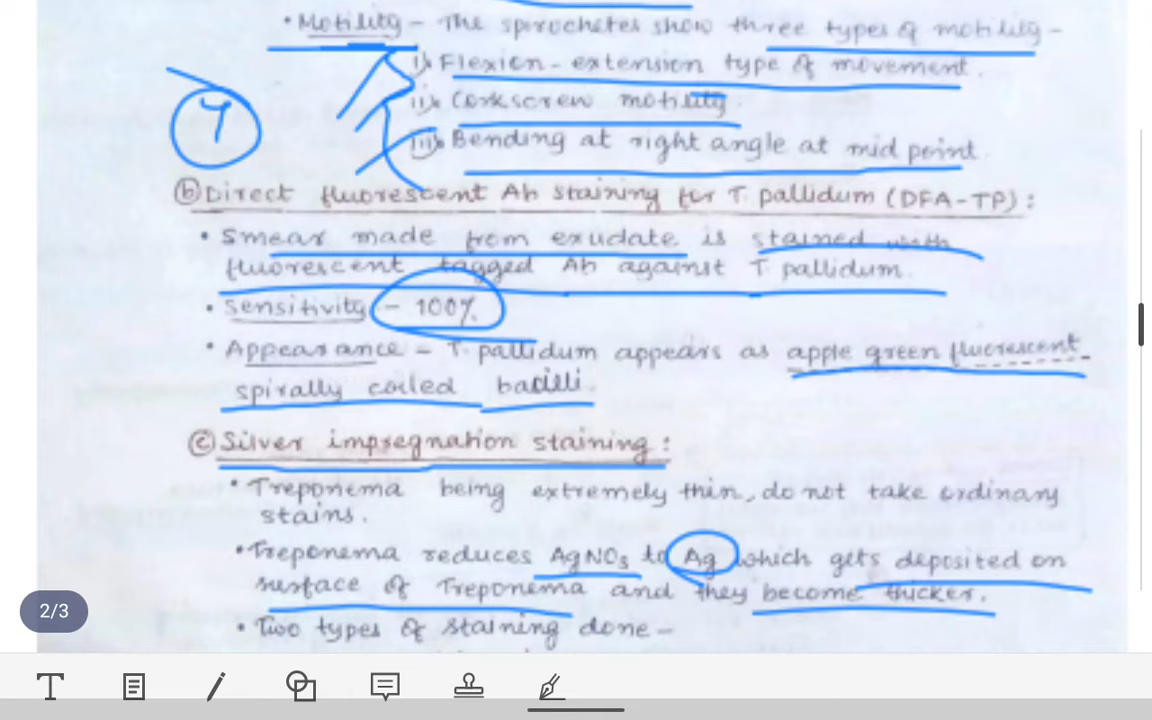 • Motility - The spirochetes show three types of motility -
i) Flexion - extension type of movement.
ii) Corkscrew motility.
iii) Bending at right angle at mid point.
4
(b) Direct fluorescent Ab staining for T. pallidum (DFA-TP) :
• Smear made from exudate is stained with
fluorescent tagged Ab against T. pallidum.
• Sensitivity - 100%.
• Appearance - T. pallidum appears as apple green fluorescent
spirally coiled bacilli.
(c) Silver impregnation staining :
• Treponema being extremely thin, do not take ordinary
stains.
• Treponema reduces AgNO3 to Ag which gets deposited on
surface of Treponema and they become thicker.
2/3
• Two types of staining done -
T